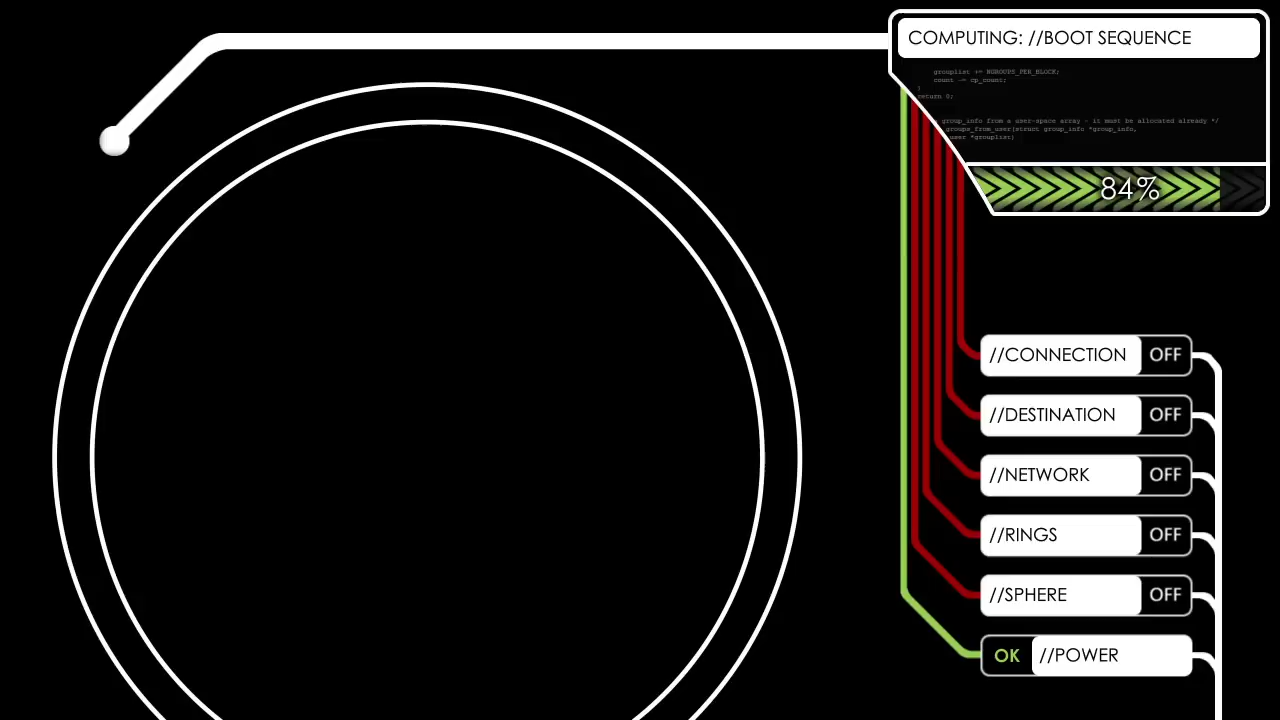 COMPUTING: //BOOT SEQUENCE
grouplist += NGROUPS_PER_BLOCK;
count -= cp_count;
}
return 0;
group_info from a user-space array - it must be allocated already */
groups_from_user(struct group_info *group_info,
user *grouplist)
84%
//CONNECTION OFF
//DESTINATION OFF
//NETWORK OFF
//RINGS OFF
//SPHERE OFF
OK //POWER